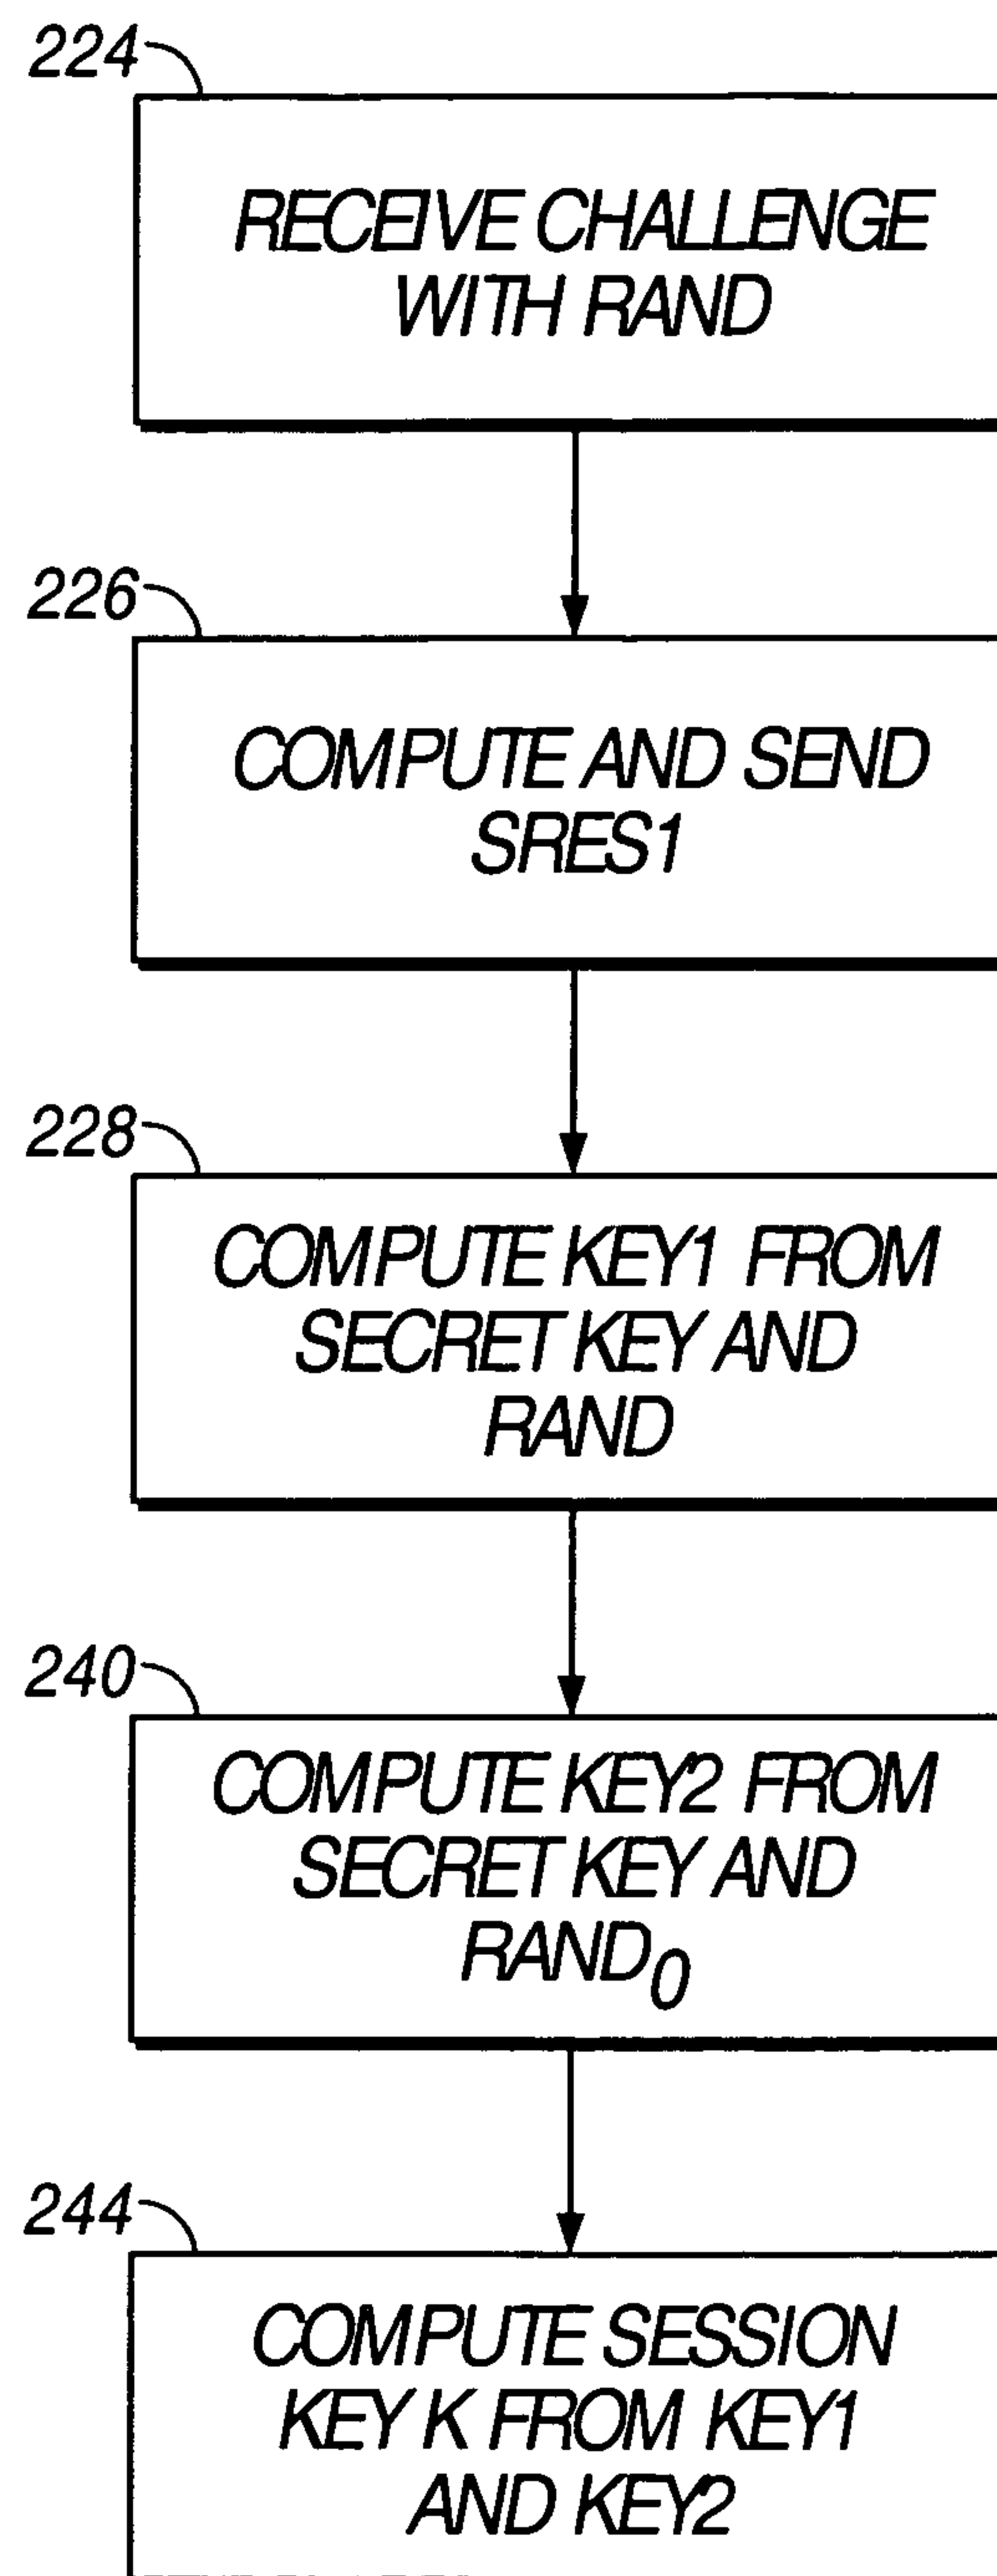 224
RECEIVE CHALLENGE
WITH RAND
226
COMPUTE AND SEND
SRES1
228
COMPUTE KEY1 FROM
SECRET KEY AND
RAND
240
COMPUTE KEY2 FROM
SECRET KEY AND
RAND₀
244
COMPUTE SESSION
KEY K FROM KEY1
AND KEY2